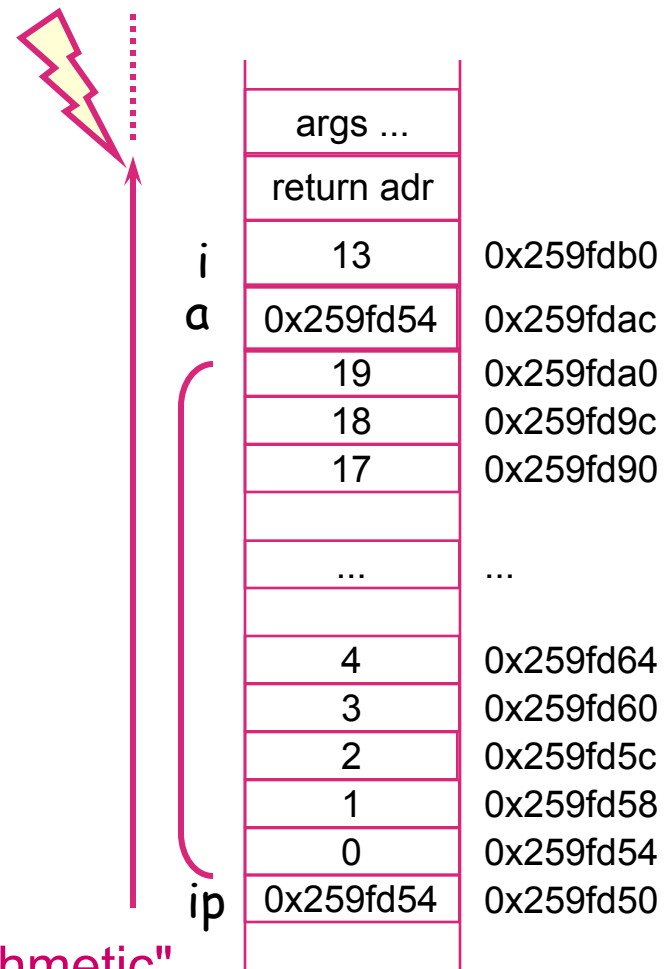 args ...
return adr
i 13 0x259fdb0
a 0x259fd54 0x259fdac
19 0x259fda0
18 0x259fd9c
17 0x259fd90
... ...
4 0x259fd64
3 0x259fd60
2 0x259fd5c
1 0x259fd58
0 0x259fd54
ip 0x259fd54 0x259fd50
hmetic"